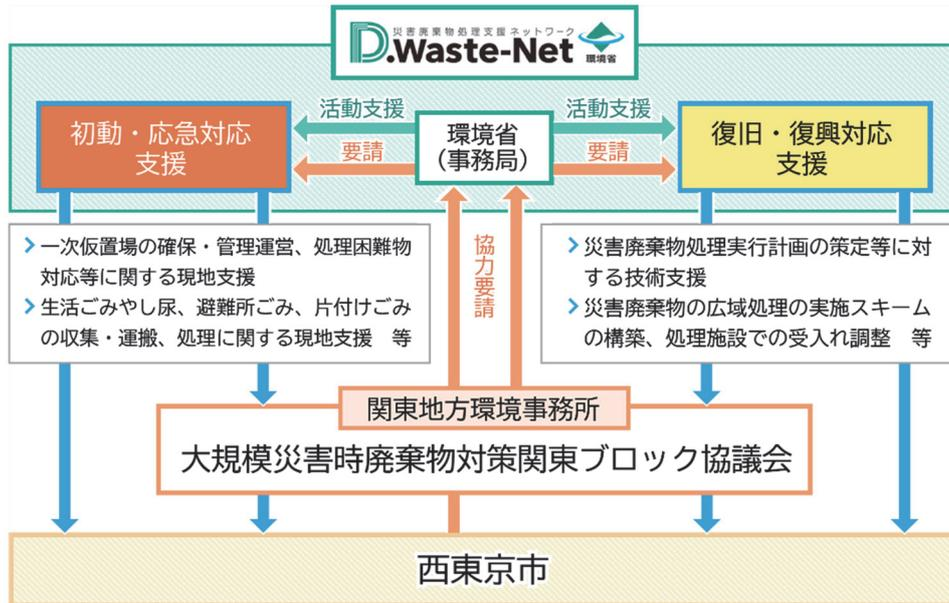 災害廃棄物処理支援ネットワーク
D.Waste-Net
環境省
活動支援
活動支援
初動・応急対応
支援
環境省
(事務局)
復旧・復興対応
支援
要請
要請
一次仮置場の確保・管理運営、処理困難物
対応等に関する現地支援
生活ごみやし尿、避難所ごみ、片付けごみ
の収集・運搬、処理に関する現地支援 等
協力要請
災害廃棄物処理実行計画の策定等に対
する技術支援
災害廃棄物の広域処理の実施スキーム
の構築、処理施設での受入れ調整 等
関東地方環境事務所
大規模災害時廃棄物対策関東ブロック協議会
西東京市